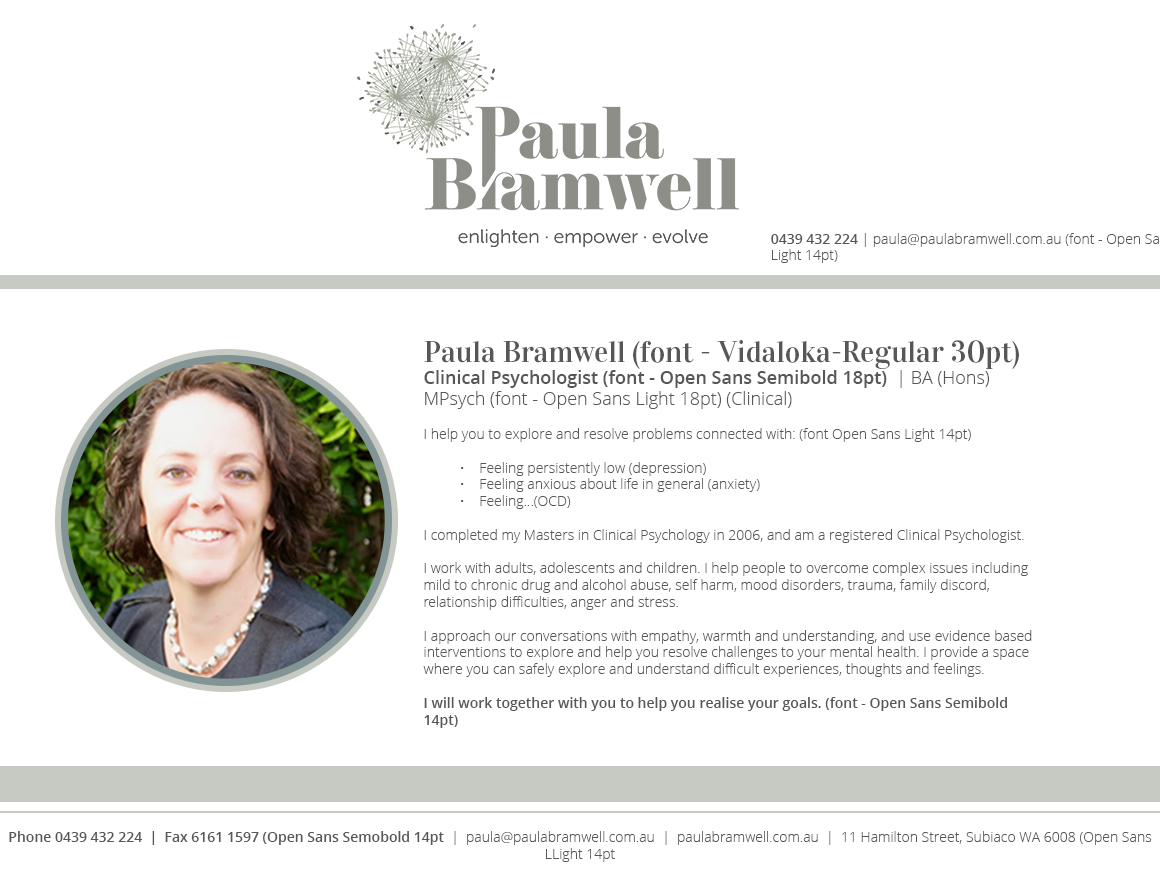 Paula
Bramwell
enlighten · empower · evolve
0439 432 224 | paula@paulabramwell.com.au (font - Open Sa
Light 14pt)
Paula Bramwell (font - Vidaloka-Regular 30pt)
Clinical Psychologist (font - Open Sans Semibold 18pt) | BA (Hons)
MPsych (font - Open Sans Light 18pt) (Clinical)
I help you to explore and resolve problems connected with: (font Open Sans Light 14pt)
· Feeling persistently low (depression)
· Feeling anxious about life in general (anxiety)
· Feeling...(OCD)
I completed my Masters in Clinical Psychology in 2006, and am a registered Clinical Psychologist.
I work with adults, adolescents and children. I help people to overcome complex issues including
mild to chronic drug and alcohol abuse, self harm, mood disorders, trauma, family discord,
relationship difficulties, anger and stress.
I approach our conversations with empathy, warmth and understanding, and use evidence based
interventions to explore and help you resolve challenges to your mental health. I provide a space
where you can safely explore and understand difficult experiences, thoughts and feelings.
I will work together with you to help you realise your goals. (font - Open Sans Semibold
14pt)
Phone 0439 432 224 | Fax 6161 1597 (Open Sans Semobold 14pt | paula@paulabramwell.com.au | paulabramwell.com.au | 11 Hamilton Street, Subiaco WA 6008 (Open Sans
LLight 14pt